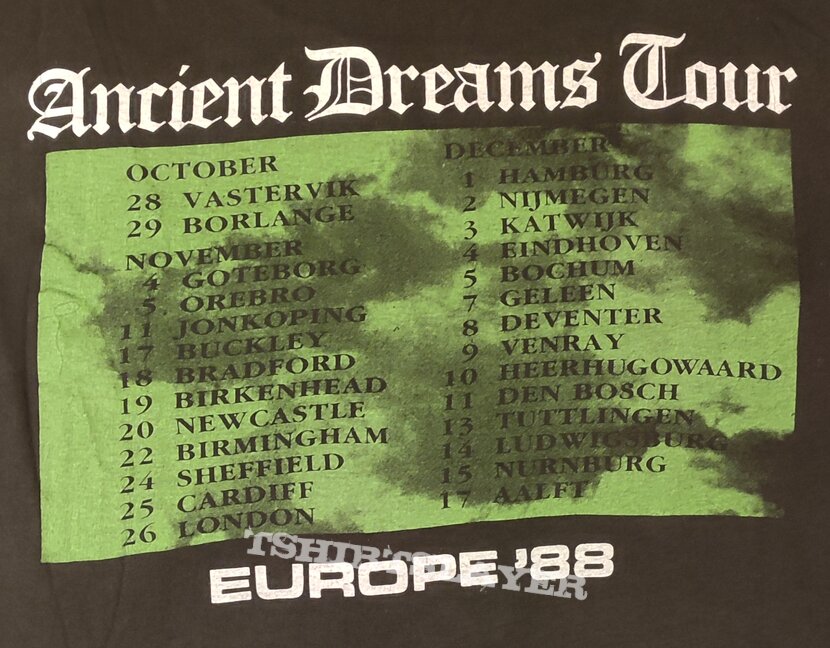 Ancient Dreams Tour
OCTOBER
28 VASTERVIK
29 BORLANGE
NOVEMBER
4 GOTEBORG
5 OREBRO
11 JONKOPING
17 BUCKLEY
18 BRADFORD
19 BIRKENHEAD
20 NEWCASTLE
22 BIRMINGHAM
24 SHEFFIELD
25 CARDIFF
26 LONDON
DECEMBER
1 HAMBURG
2 NIJMEGEN
3 KATWIJK
4 EINDHOVEN
5 BOCHUM
7 GELEEN
8 DEVENTER
9 VENRAY
10 HEERHUGOWAARD
11 DEN BOSCH
13 TUTTLINGEN
14 LUDWIGSBURG
15 NURNBURG
17 AALFT
EUROPE '88
TSHIRTSLAYER